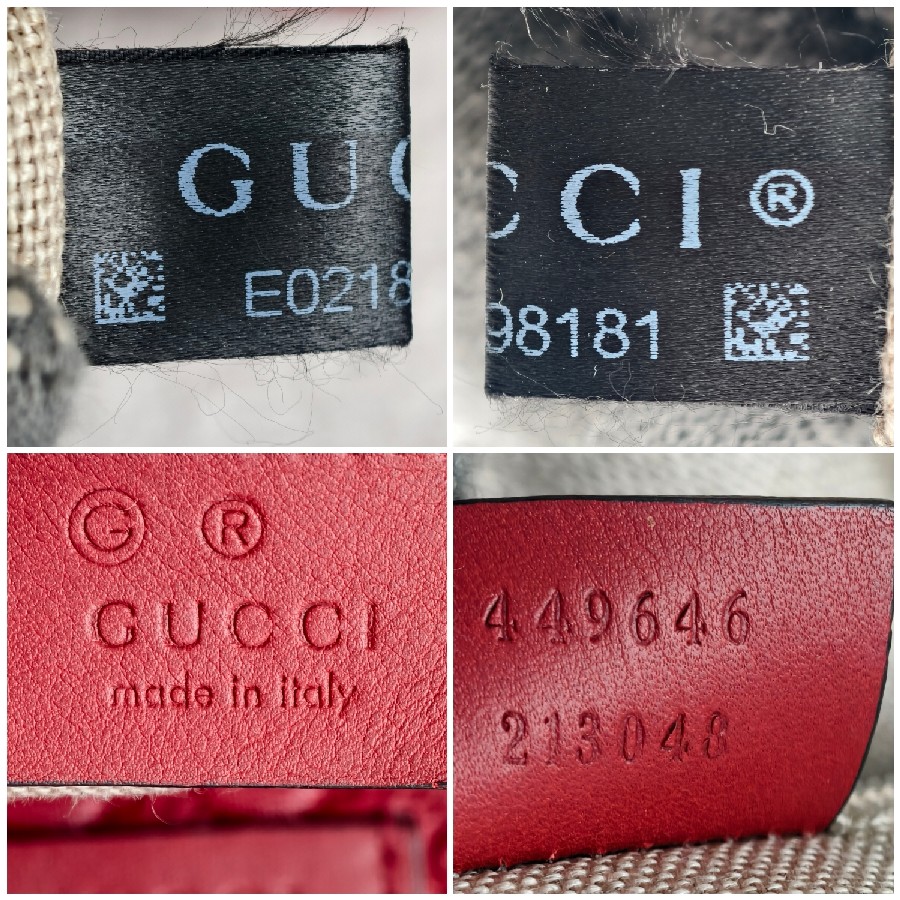 GUC
E0218
CCI ®
98181
G ®
GUCCI
made in italy
449646
213048